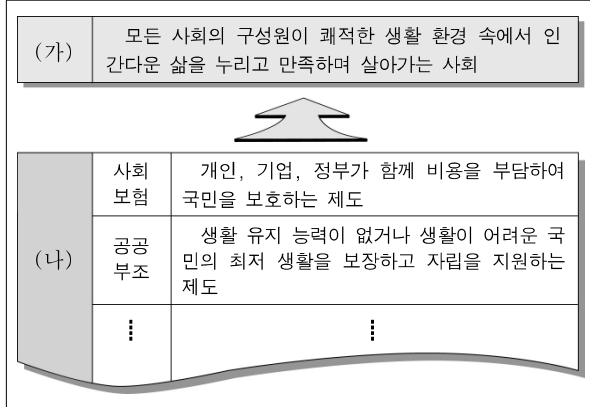 (가)
모든 사회의 구성원이 쾌적한 생활 환경 속에서 인
간다운 삶을 누리고 만족하며 살아가는 사회
(나)
사회
보험
개인, 기업, 정부가 함께 비용을 부담하여
국민을 보호하는 제도
공공
부조
생활 유지 능력이 없거나 생활이 어려운 국
민의 최저 생활을 보장하고 자립을 지원하는
제도
⋮
⋮